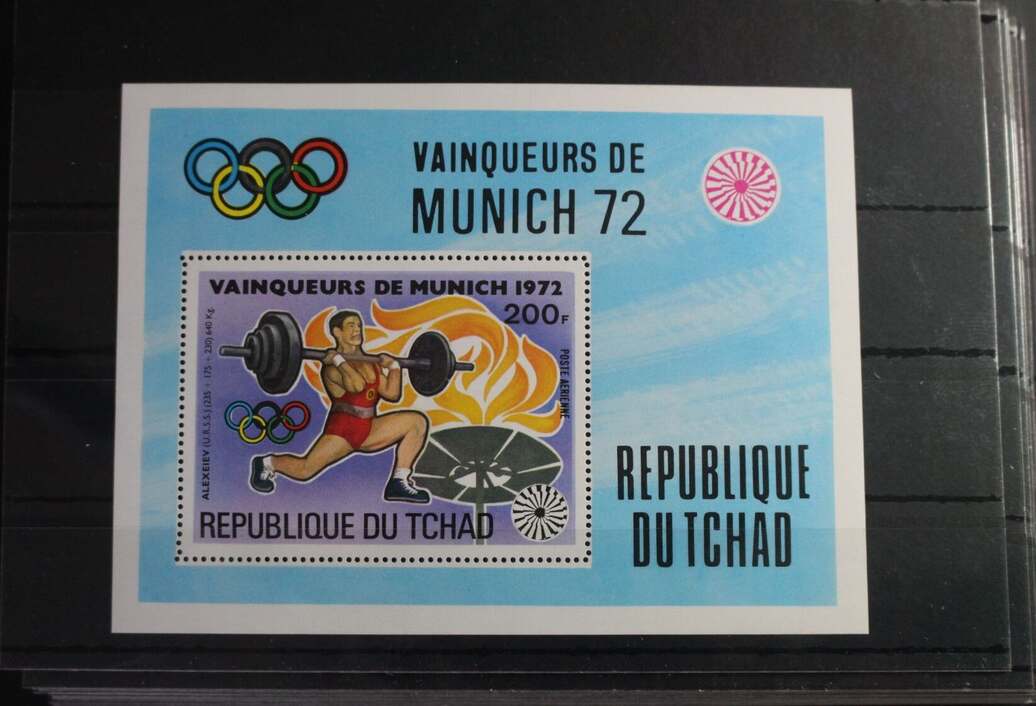 VAINQUEURS DE
MUNICH 72
VAINQUEURS DE MUNICH 1972
200F
POSTE AERIENNE
ALEXEIEV (U.R.S.S.) (235 + 175 + 230) 640 Kg.
REPUBLIQUE DU TCHAD
REPUBLIQUE
DU TCHAD